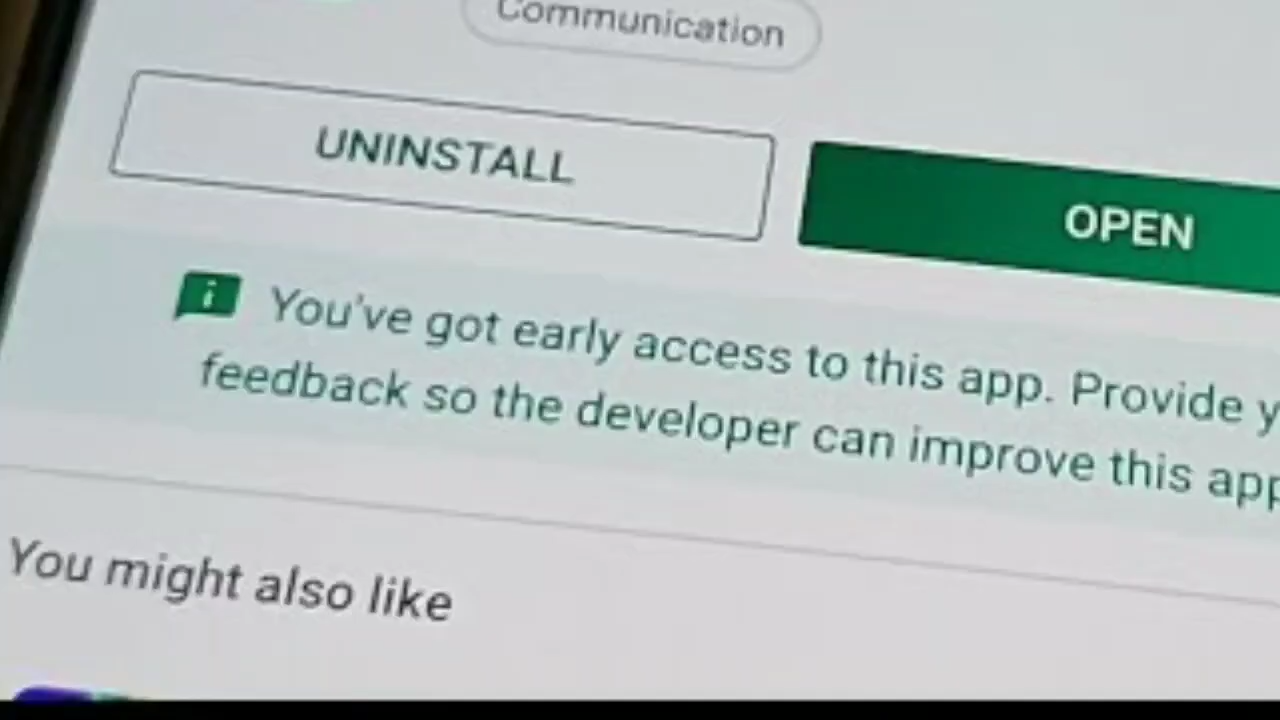 Communication
UNINSTALL
OPEN
You've got early access to this app. Provide
feedback so the developer can improve this app
You might also like